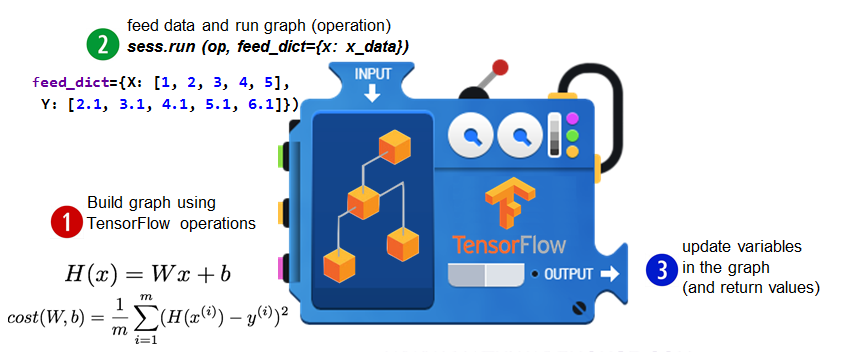 2
feed data and run graph (operation)
sess.run (op, feed_dict={x: x_data})
feed_dict={X: [1, 2, 3, 4, 5],
Y: [2.1, 3.1, 4.1, 5.1, 6.1]})
INPUT
1
Build graph using
TensorFlow operations
H(x) = Wx + b
cost(W, b) = \frac{1}{m} \sum_{i=1}^{m} (H(x^{(i)}) − y^{(i)})^2
TensorFlow
OUTPUT
3
update variables
in the graph
(and return values)